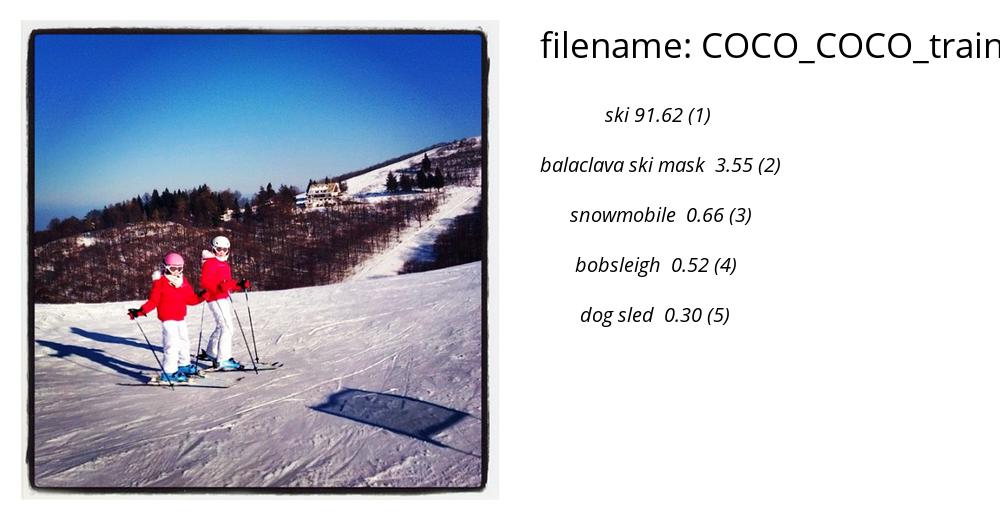 filename: COCO_COCO_train
ski 91.62 (1)
balaclava ski mask 3.55 (2)
snowmobile 0.66 (3)
bobsleigh 0.52 (4)
dog sled 0.30 (5)